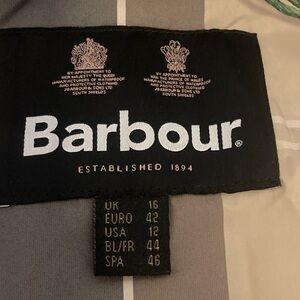 BY APPOINTMENT TO
HER MAJESTY THE QUEEN
MANUFACTURERS OF WATERPROOF
AND PROTECTIVE CLOTHING
J.BARBOUR & SONS LTD
SOUTH SHIELDS
BY APPOINTMENT TO
HRH THE PRINCE OF WALES
MANUFACTURERS OF WATERPROOF
AND PROTECTIVE CLOTHING
J.BARBOUR & SONS LTD
SOUTH SHIELDS
Barbour®
ESTABLISHED 1894
UK 16
EURO 42
USA 12
BL/FR 44
SPA 46